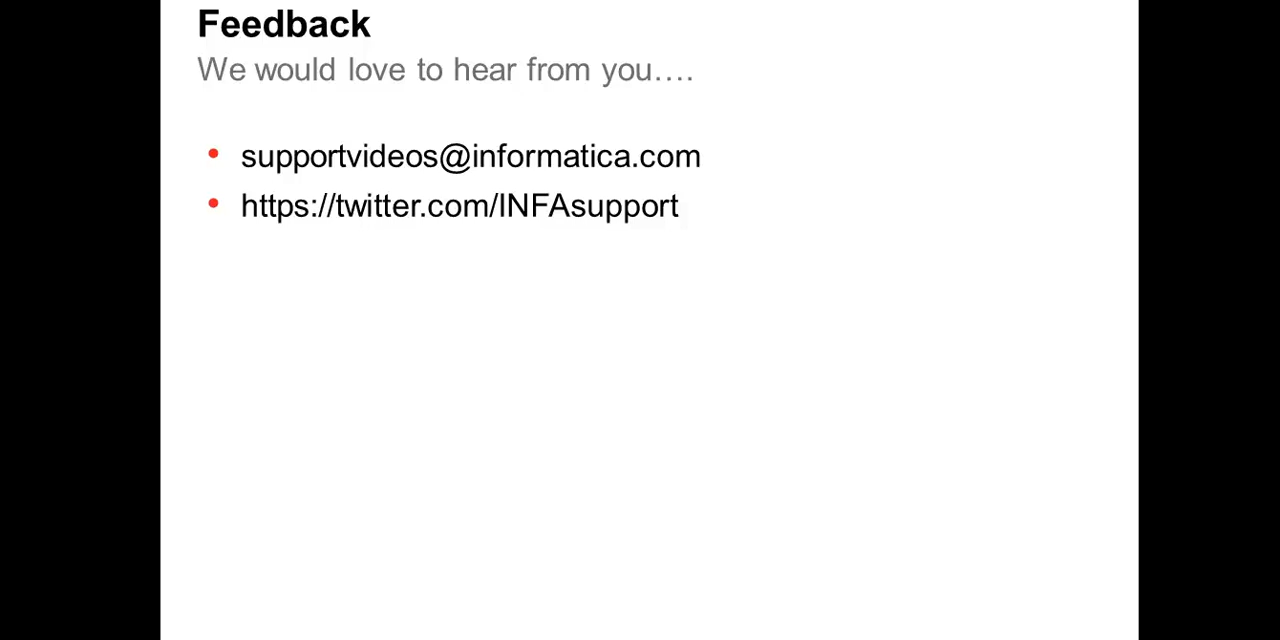 Feedback
We would love to hear from you….
• supportvideos@informatica.com
• https://twitter.com/INFAsupport